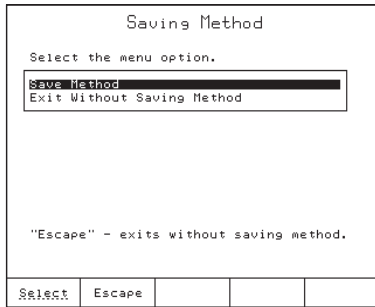 Saving Method
Select the menu option.
Save Method
Exit Without Saving Method
"Escape" - exits without saving method.
Select Escape